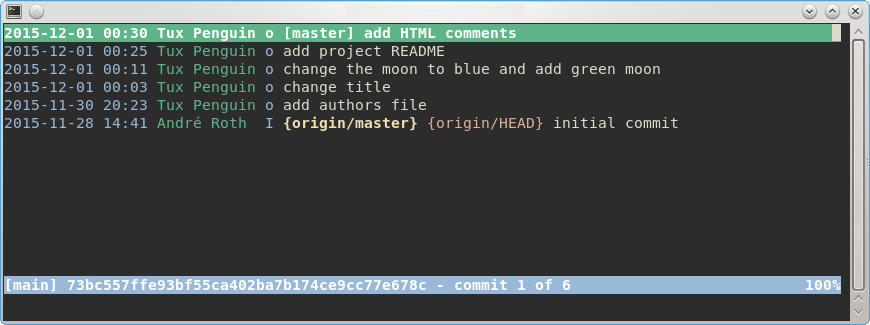 2015-12-01 00:30 Tux Penguin o [master] add HTML comments
2015-12-01 00:25 Tux Penguin o add project README
2015-12-01 00:11 Tux Penguin o change the moon to blue and add green moon
2015-12-01 00:03 Tux Penguin o change title
2015-11-30 20:23 Tux Penguin o add authors file
2015-11-28 14:41 André Roth  I {origin/master} {origin/HEAD} initial commit
[main] 73bc557ffe93bf55ca402ba7b174ce9cc77e678c - commit 1 of 6 100%